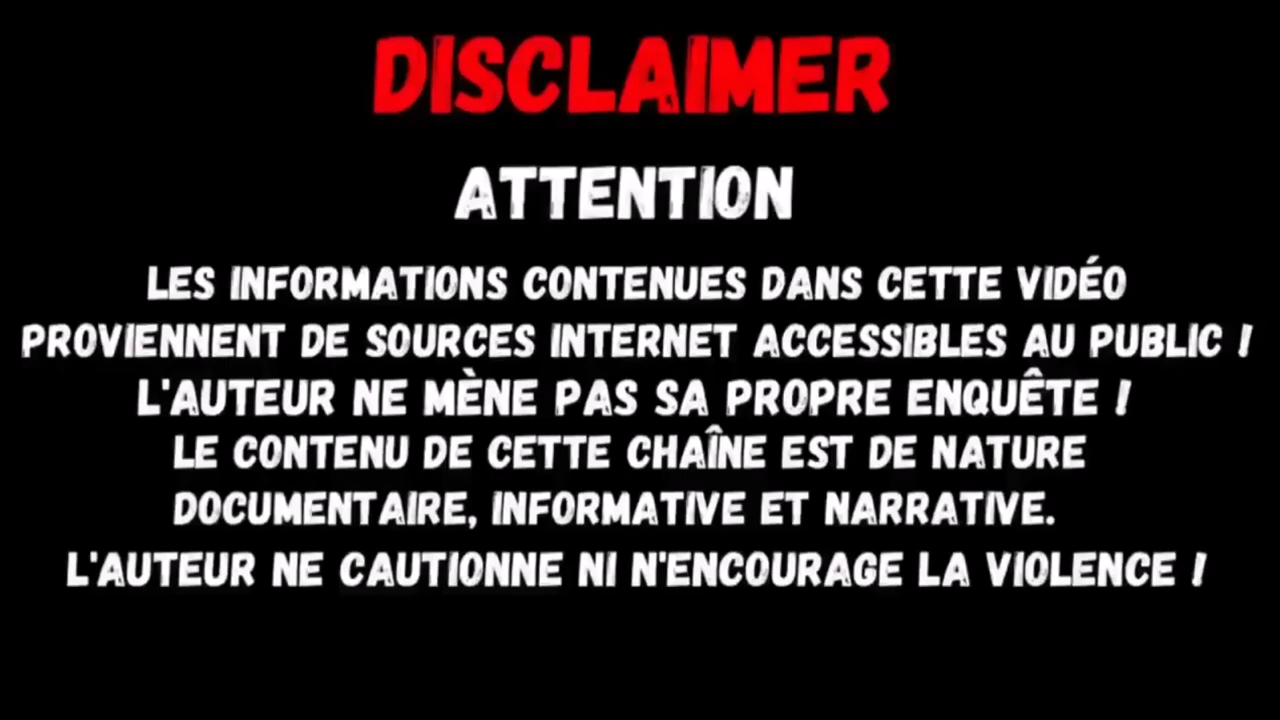 DISCLAIMER
ATTENTION
LES INFORMATIONS CONTENUES DANS CETTE VIDÉO
PROVIENNENT DE SOURCES INTERNET ACCESSIBLES AU PUBLIC !
L'AUTEUR NE MÈNE PAS SA PROPRE ENQUÊTE !
LE CONTENU DE CETTE CHAÎNE EST DE NATURE
DOCUMENTAIRE, INFORMATIVE ET NARRATIVE.
L'AUTEUR NE CAUTIONNE NI N'ENCOURAGE LA VIOLENCE !